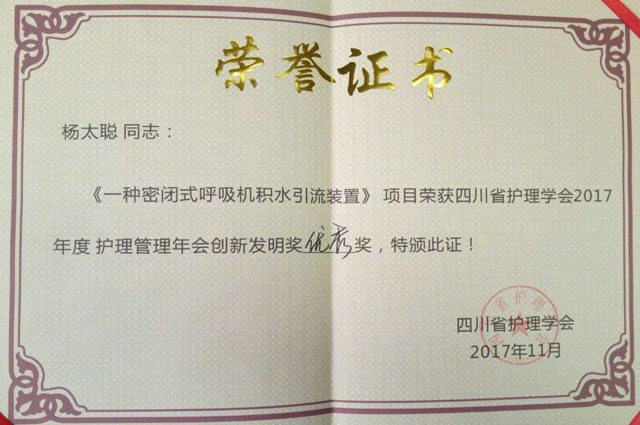 荣誉证书
杨太聪 同志：
《一种密闭式呼吸机积水引流装置》 项目荣获四川省护理学会2017
年度 护理管理年会创新发明奖优秀奖，特颁此证！
四川省护理学会
2017年11月